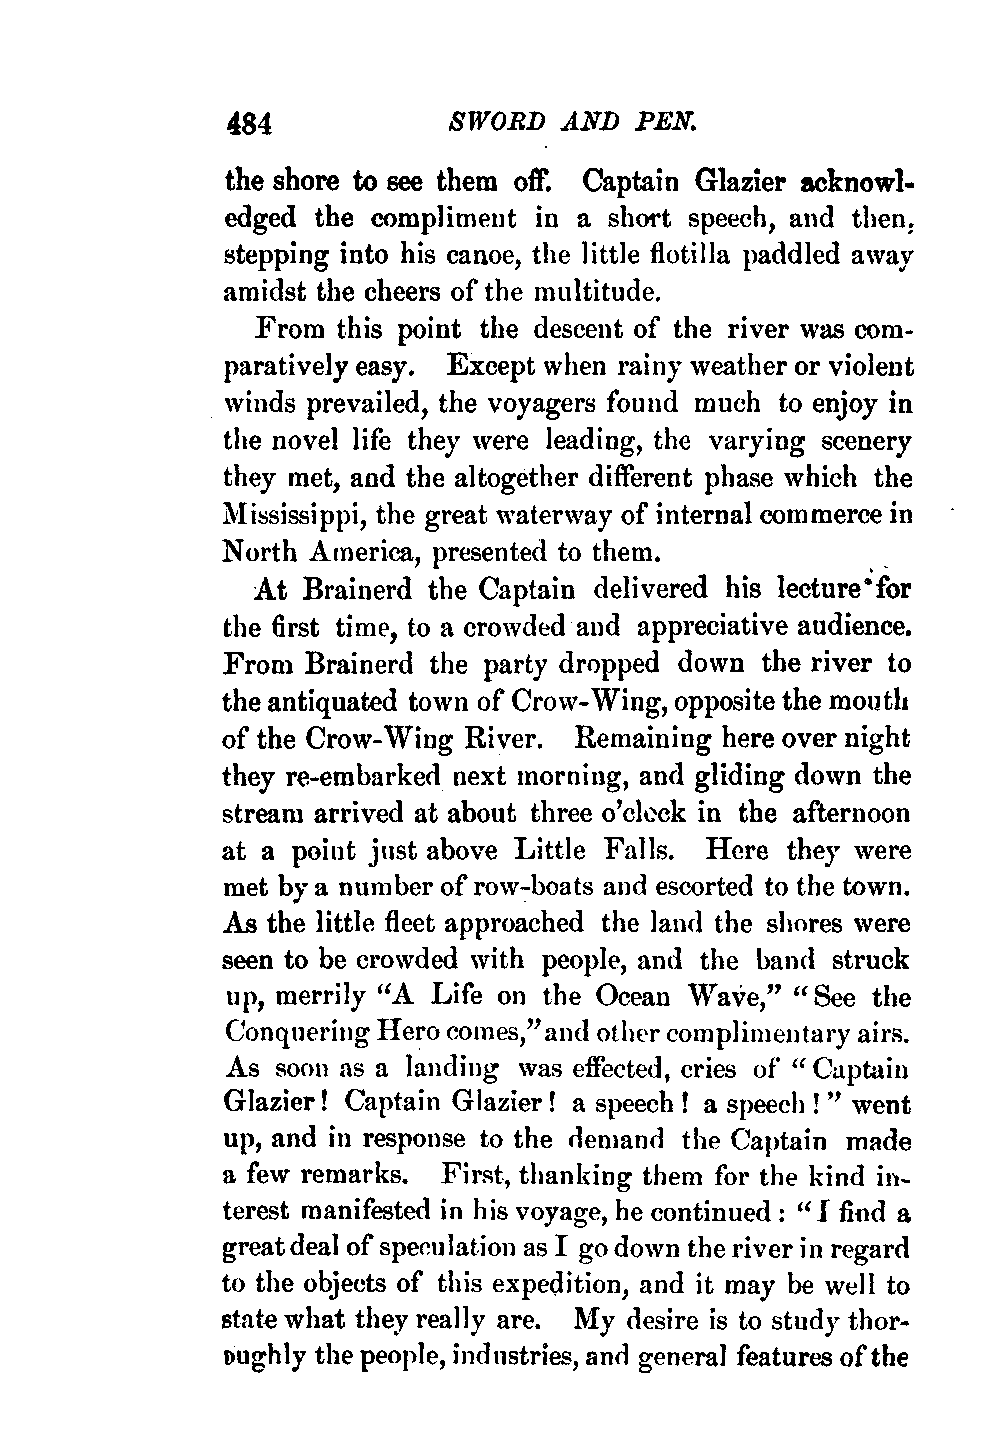 484 SWORD AND PEN.
the shore to see them off. Captain Glazier acknowl-
edged the compliment in a short speech, and then,
stepping into his canoe, the little flotilla paddled away
amidst the cheers of the multitude.
From this point the descent of the river was com-
paratively easy. Except when rainy weather or violent
winds prevailed, the voyagers found much to enjoy in
the novel life they were leading, the varying scenery
they met, and the altogether different phase which the
Mississippi, the great waterway of internal commerce in
North America, presented to them.
At Brainerd the Captain delivered his lecture for
the first time, to a crowded and appreciative audience.
From Brainerd the party dropped down the river to
the antiquated town of Crow-Wing, opposite the mouth
of the Crow-Wing River. Remaining here over night
they re-embarked next morning, and gliding down the
stream arrived at about three o'clock in the afternoon
at a point just above Little Falls. Here they were
met by a number of row-boats and escorted to the town.
As the little fleet approached the land the shores were
seen to be crowded with people, and the band struck
up, merrily "A Life on the Ocean Wave," "See the
Conquering Hero comes," and other complimentary airs.
As soon as a landing was effected, cries of "Captain
Glazier! Captain Glazier! a speech! a speech!" went
up, and in response to the demand the Captain made
a few remarks. First, thanking them for the kind in-
terest manifested in his voyage, he continued: "I find a
great deal of speculation as I go down the river in regard
to the objects of this expedition, and it may be well to
state what they really are. My desire is to study thor-
oughly the people, industries, and general features of the